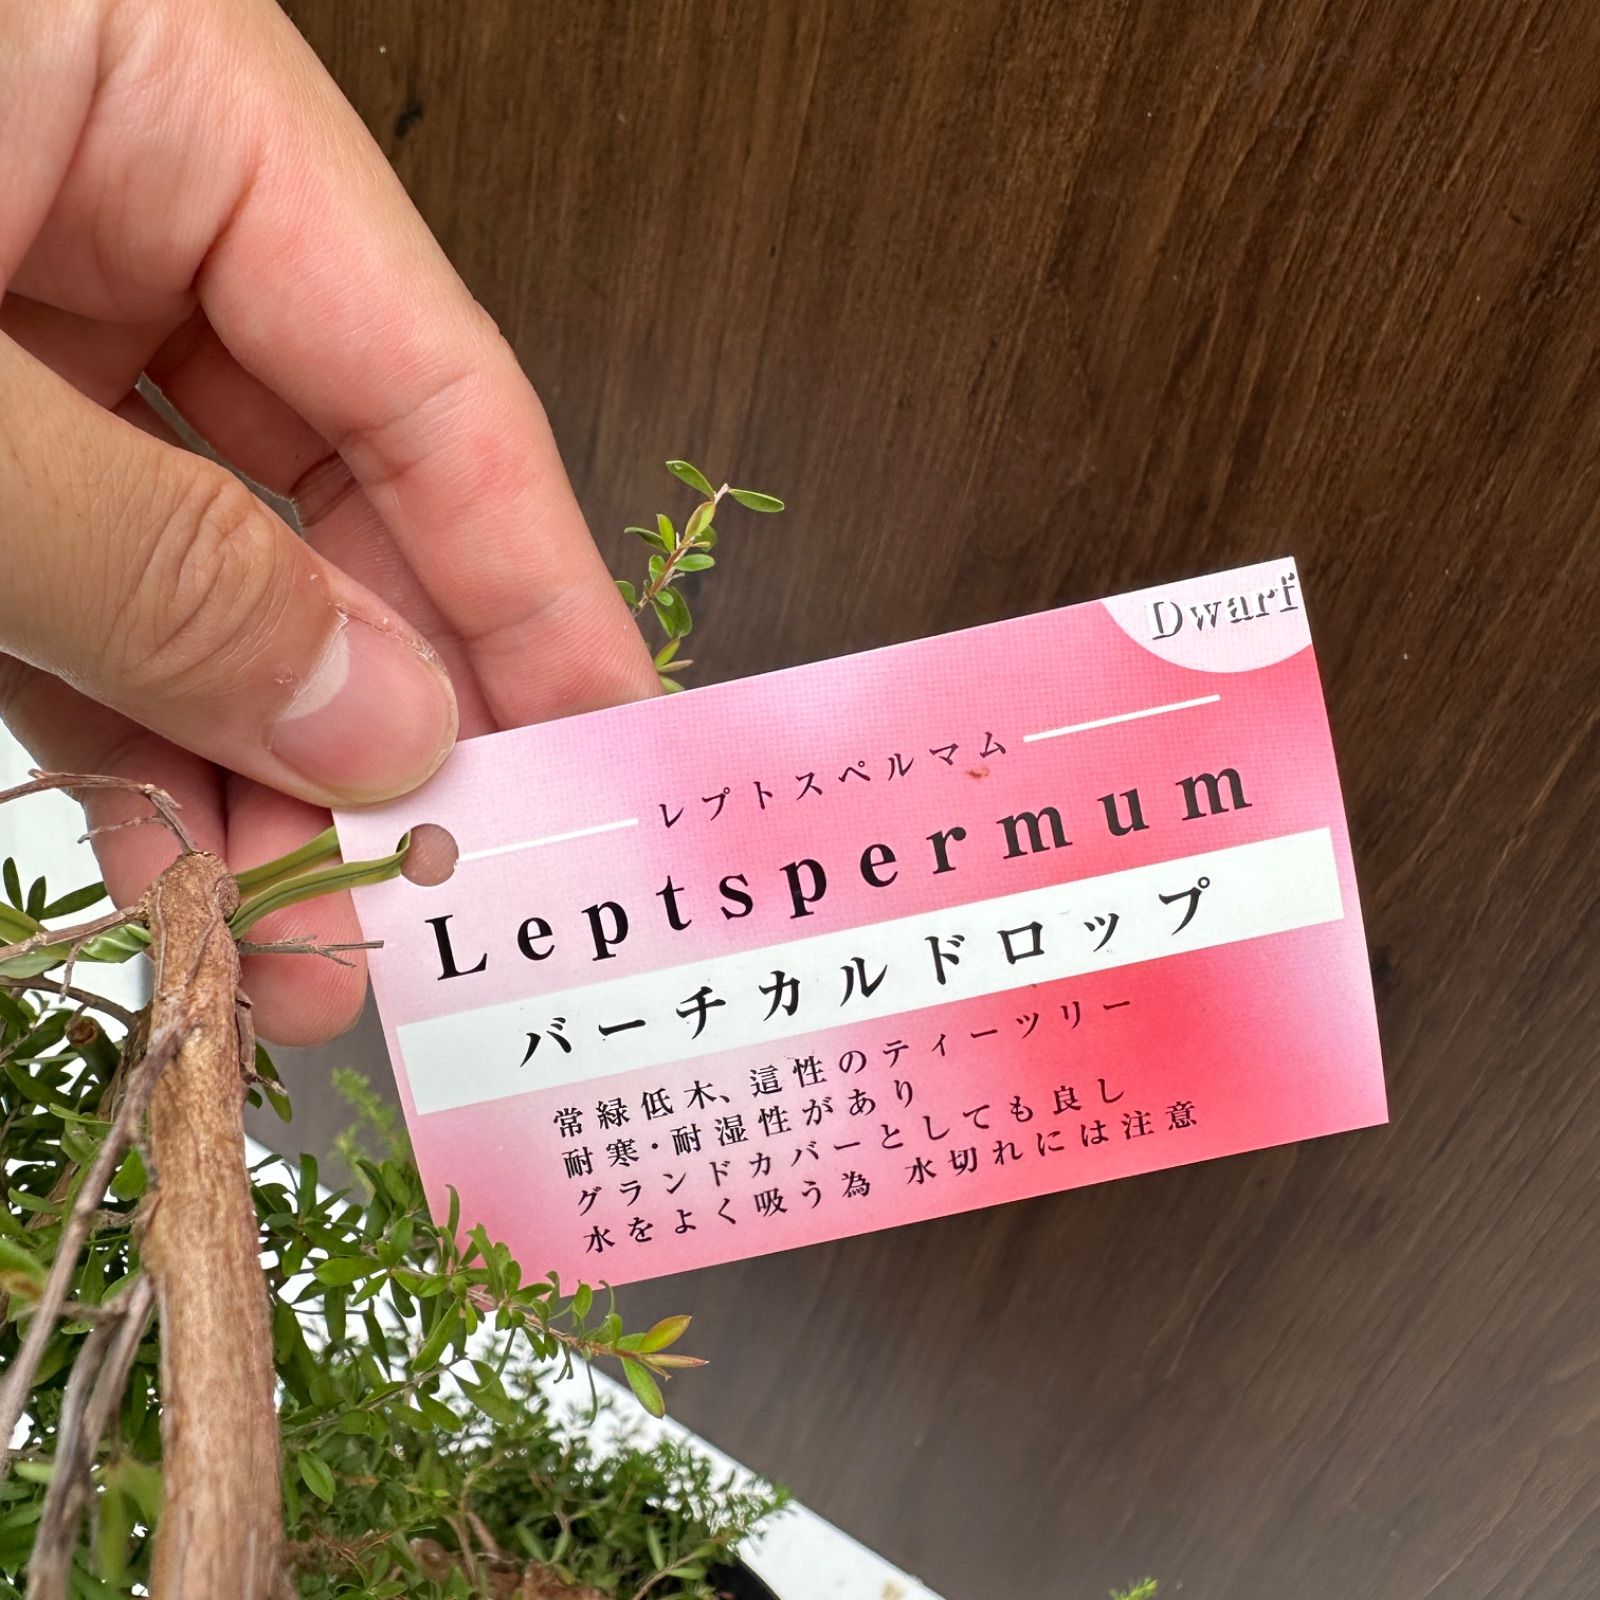 Dwarf
レプトスペルマム
Leptspermum
バーチカルドロップ
常緑低木、這性のティーツリー
耐寒・耐湿性があり
グランドカバーとしても良し
水をよく吸う為 水切れには注意